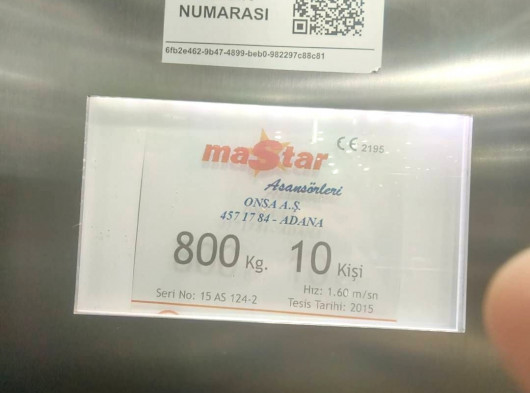 NUMARASI
6fb2e462-9b47-4899-beb0-982297c88c81
maStar
CE 2195
Asansörleri
ONSA A.Ş.
457 17 84 - ADANA
800 Kg. 10 Kişi
Seri No: 15 AS 124-2
Hız: 1.60 m/sn
Tesis Tarihi: 2015